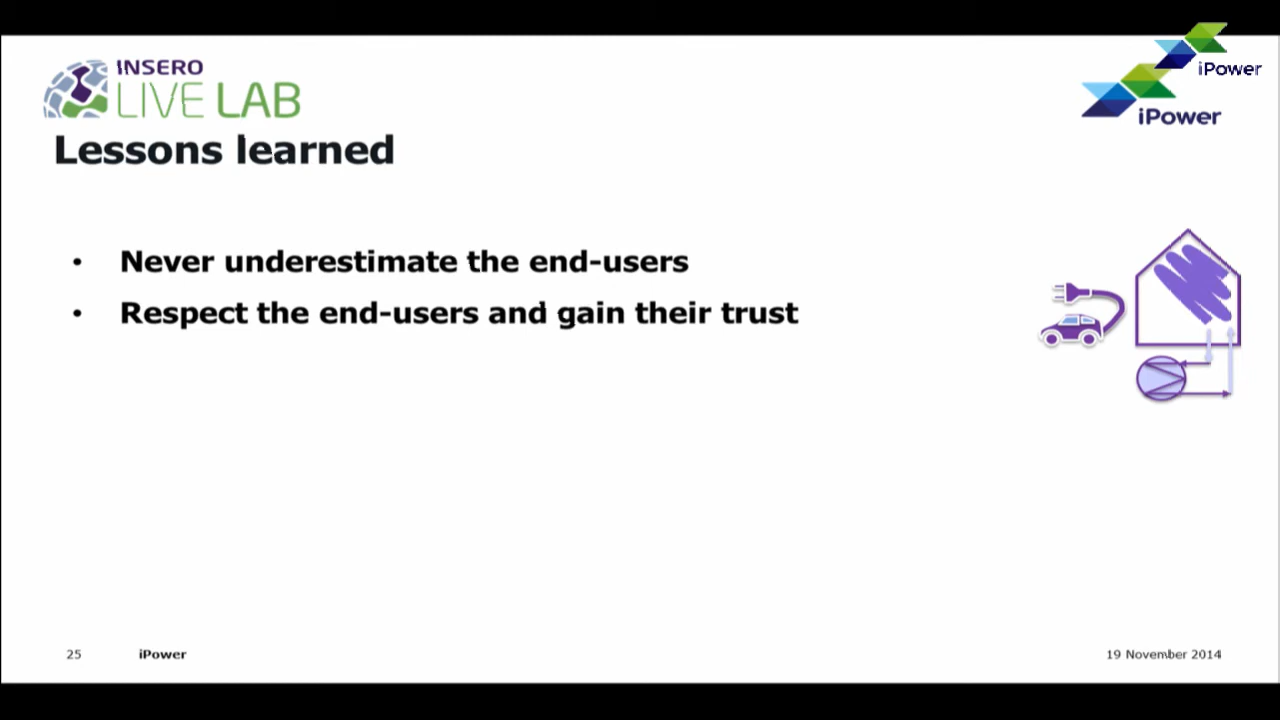 INSERO
LIVE LAB
iPower
iPower
Lessons learned
• Never underestimate the end-users
• Respect the end-users and gain their trust
25 iPower 19 November 2014